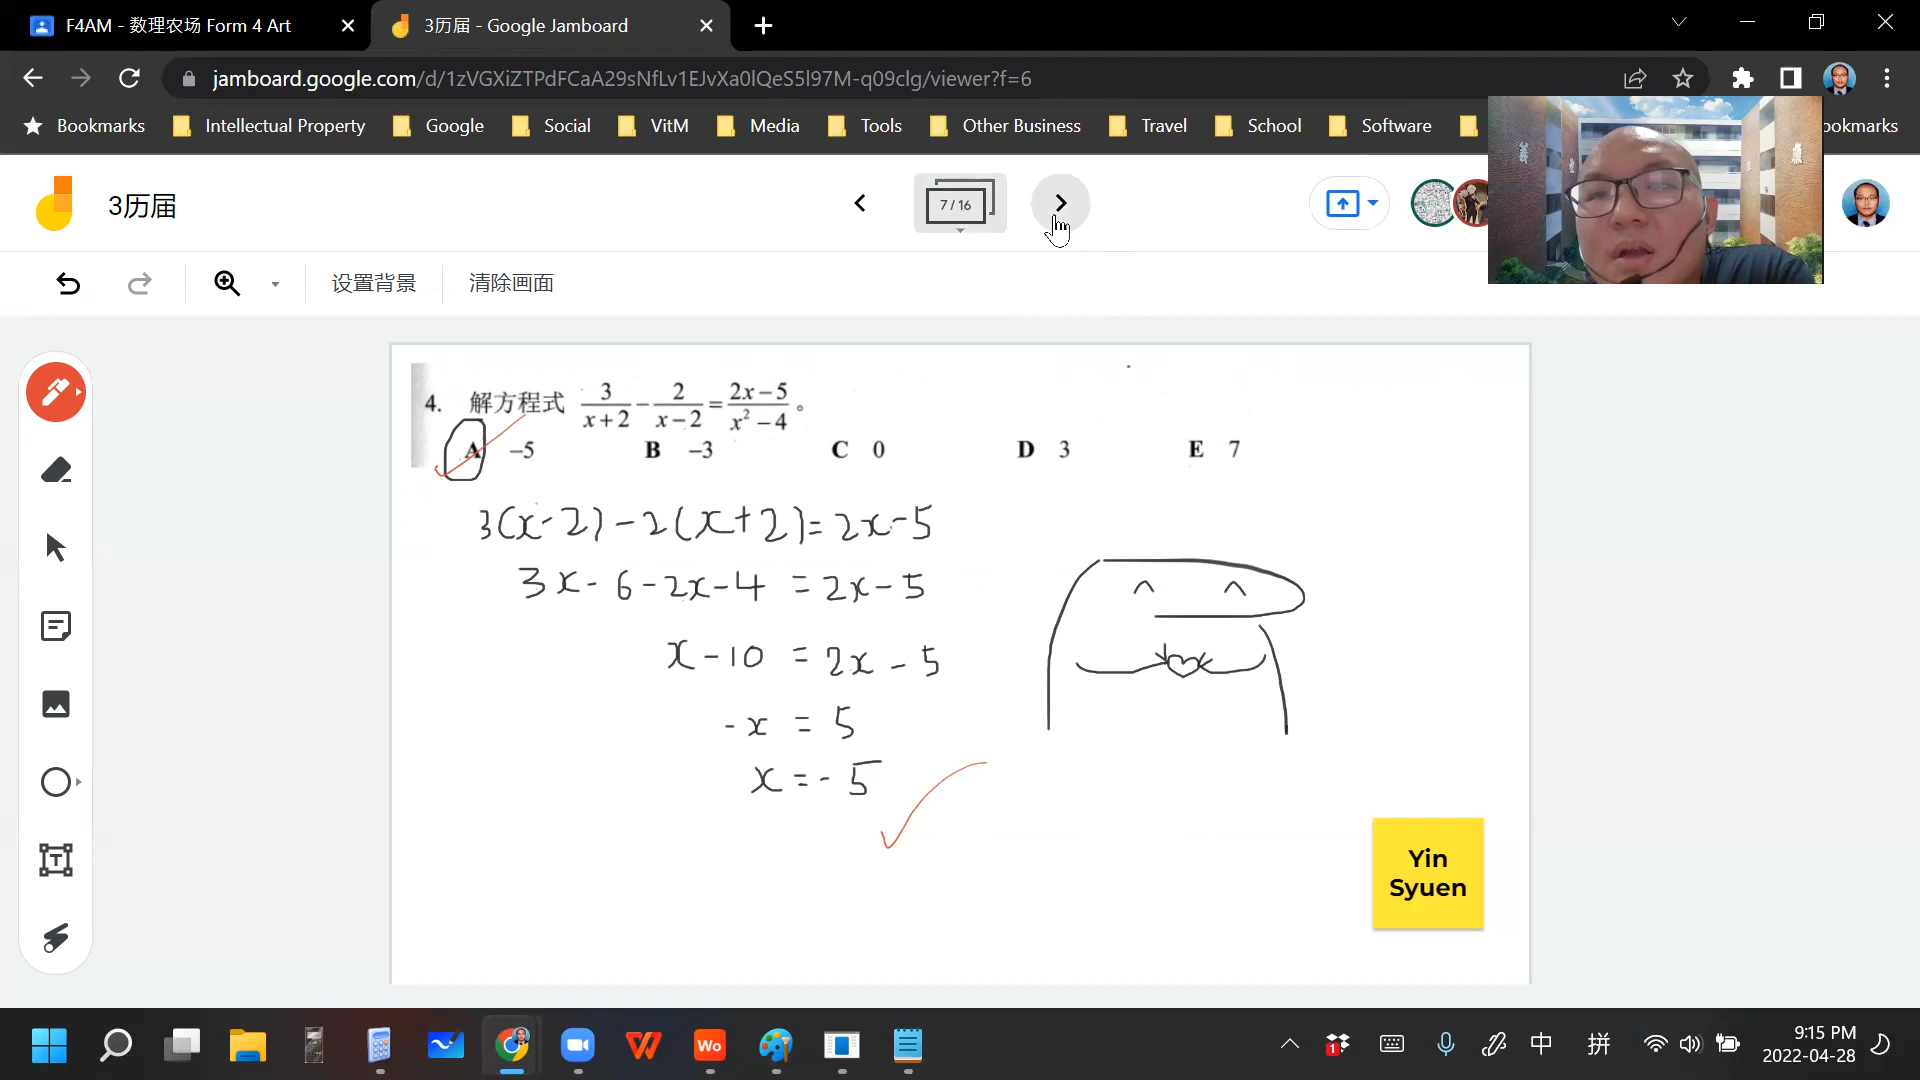 F4AM - 数理农场 Form 4 Art
3历届 - Google Jamboard
jamboard.google.com/d/1zVGXiZTPdFCaA29sNfLv1EJvXa0lQeS5l97M-q09clg/viewer?f=6
Bookmarks Intellectual Property Google Social VitM Media Tools Other Business Travel School Software ookmarks
3历届
7 / 16
设置背景 清除画面
4. 解方程式 3/(x+2) − 2/(x−2) = (2x−5)/(x²−4)。
A −5 B −3 C 0 D 3 E 7
3(x-2)-2(x+2)=2x-5
3x-6-2x-4=2x-5
x-10=2x-5
-x=5
x=-5
Yin
Syuen
Wo
1
中 拼
9:15 PM
2022-04-28